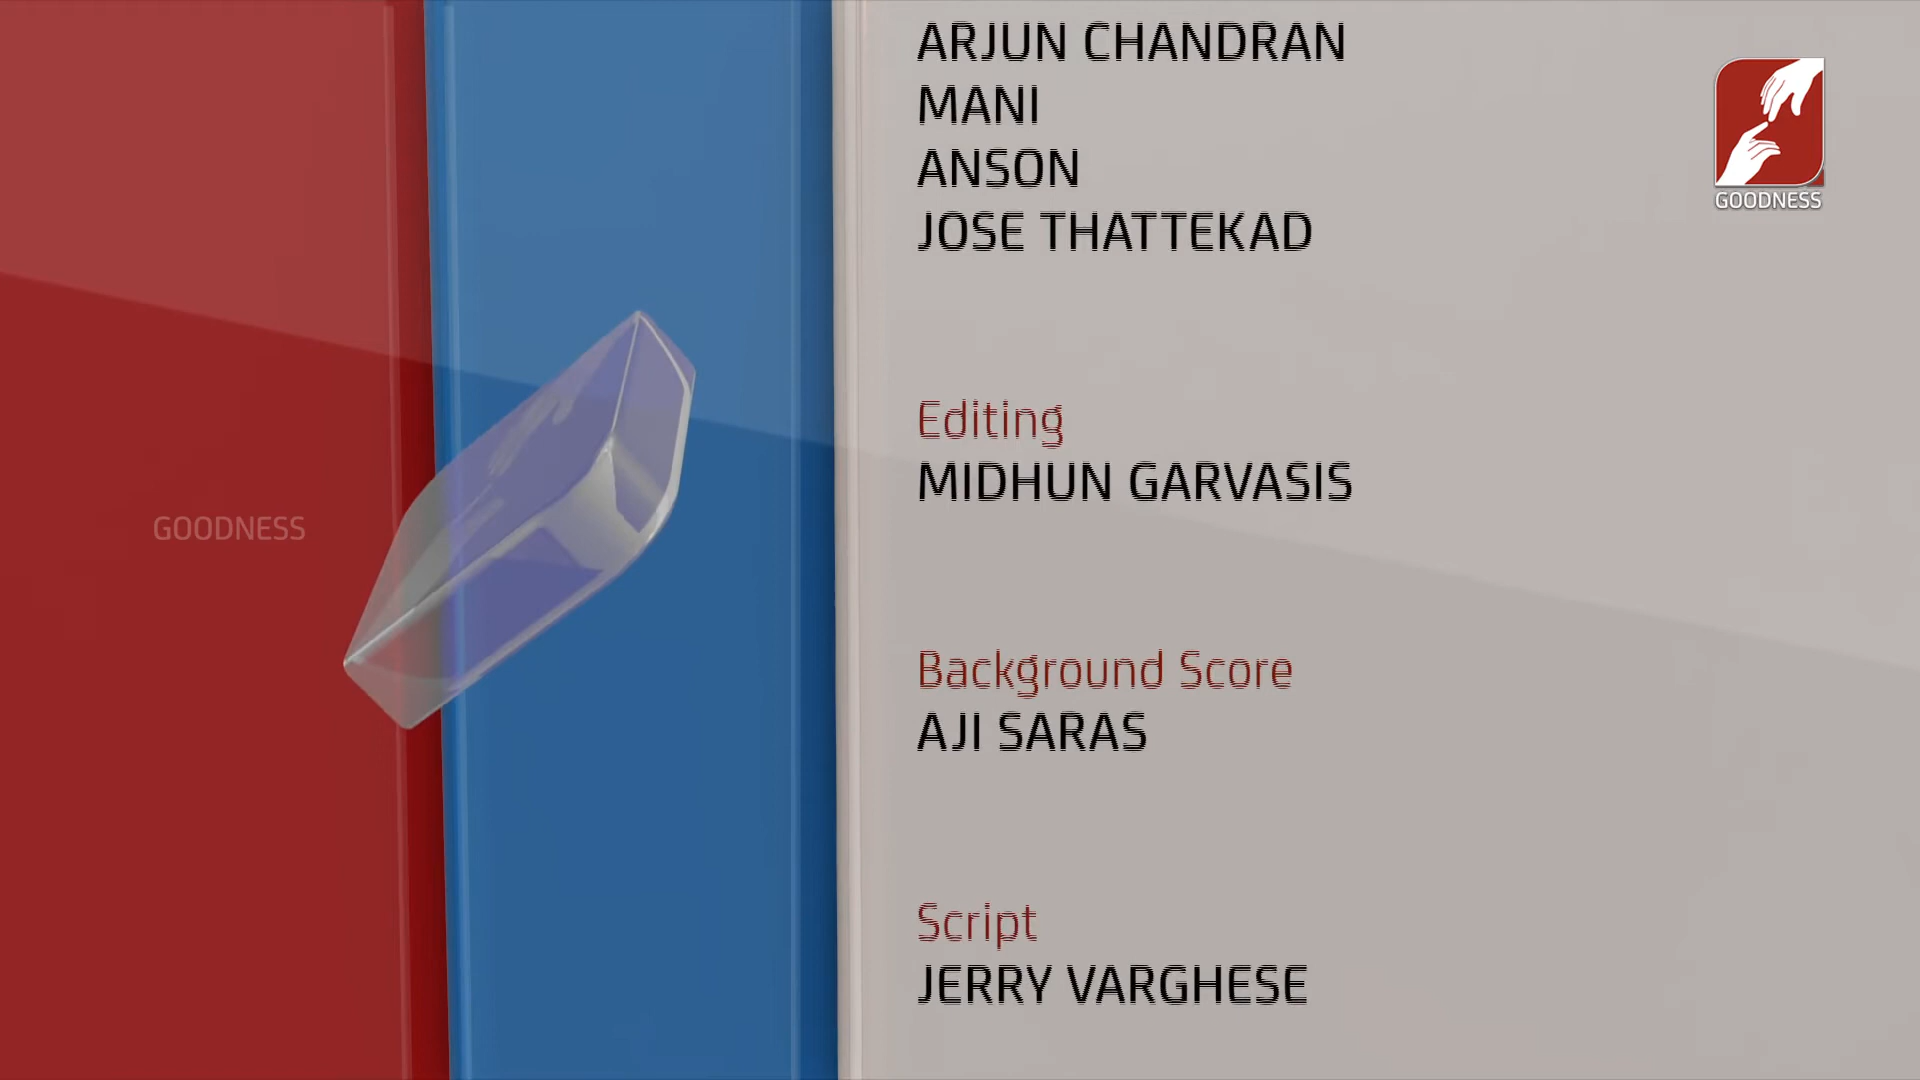 ARJUN CHANDRAN
MANI
ANSON
JOSE THATTEKAD
GOODNESS
Editing
MIDHUN GARVASIS
GOODNESS
Background Score
AJI SARAS
Script
JERRY VARGHESE